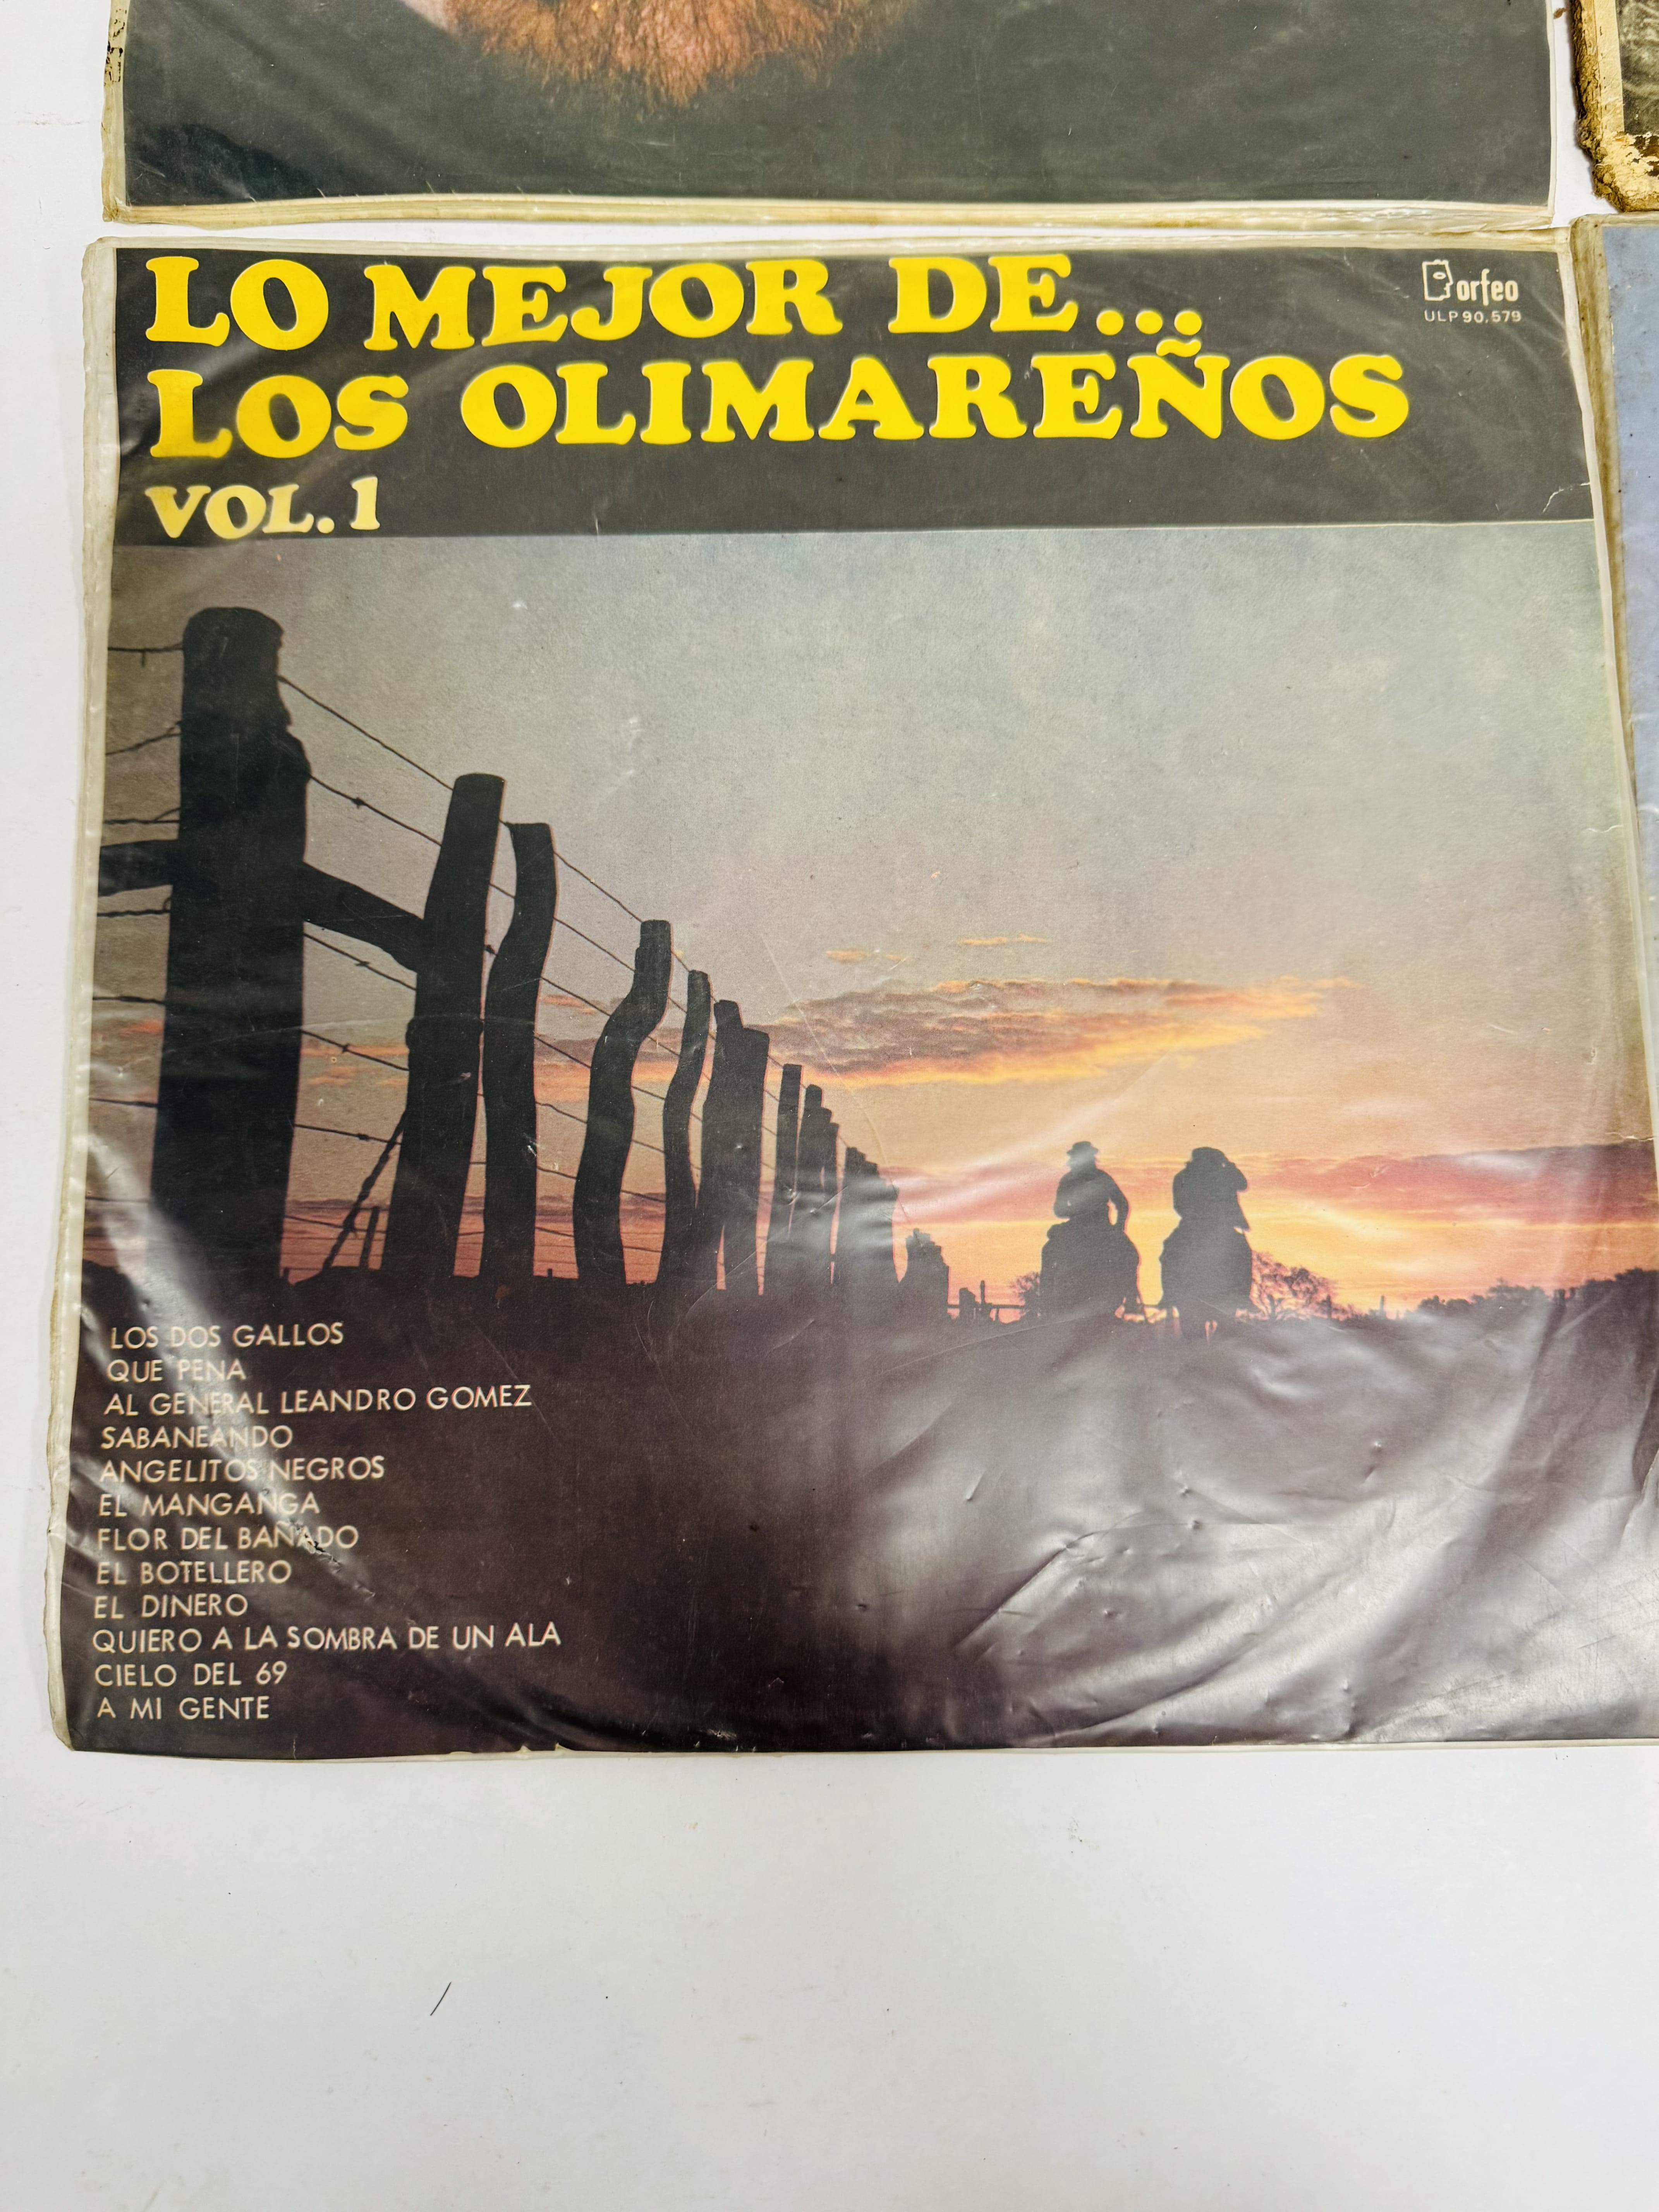 LO MEJOR DE...
LOS OLIMAREÑOS
VOL. 1
orfeo
ULP 90,579
LOS DOS GALLOS
QUE PENA
AL GENERAL LEANDRO GOMEZ
SABANEANDO
ANGELITOS NEGROS
EL MANGANGA
FLOR DEL BAÑADO
EL BOTELLERO
EL DINERO
QUIERO A LA SOMBRA DE UN ALA
CIELO DEL 69
A MI GENTE